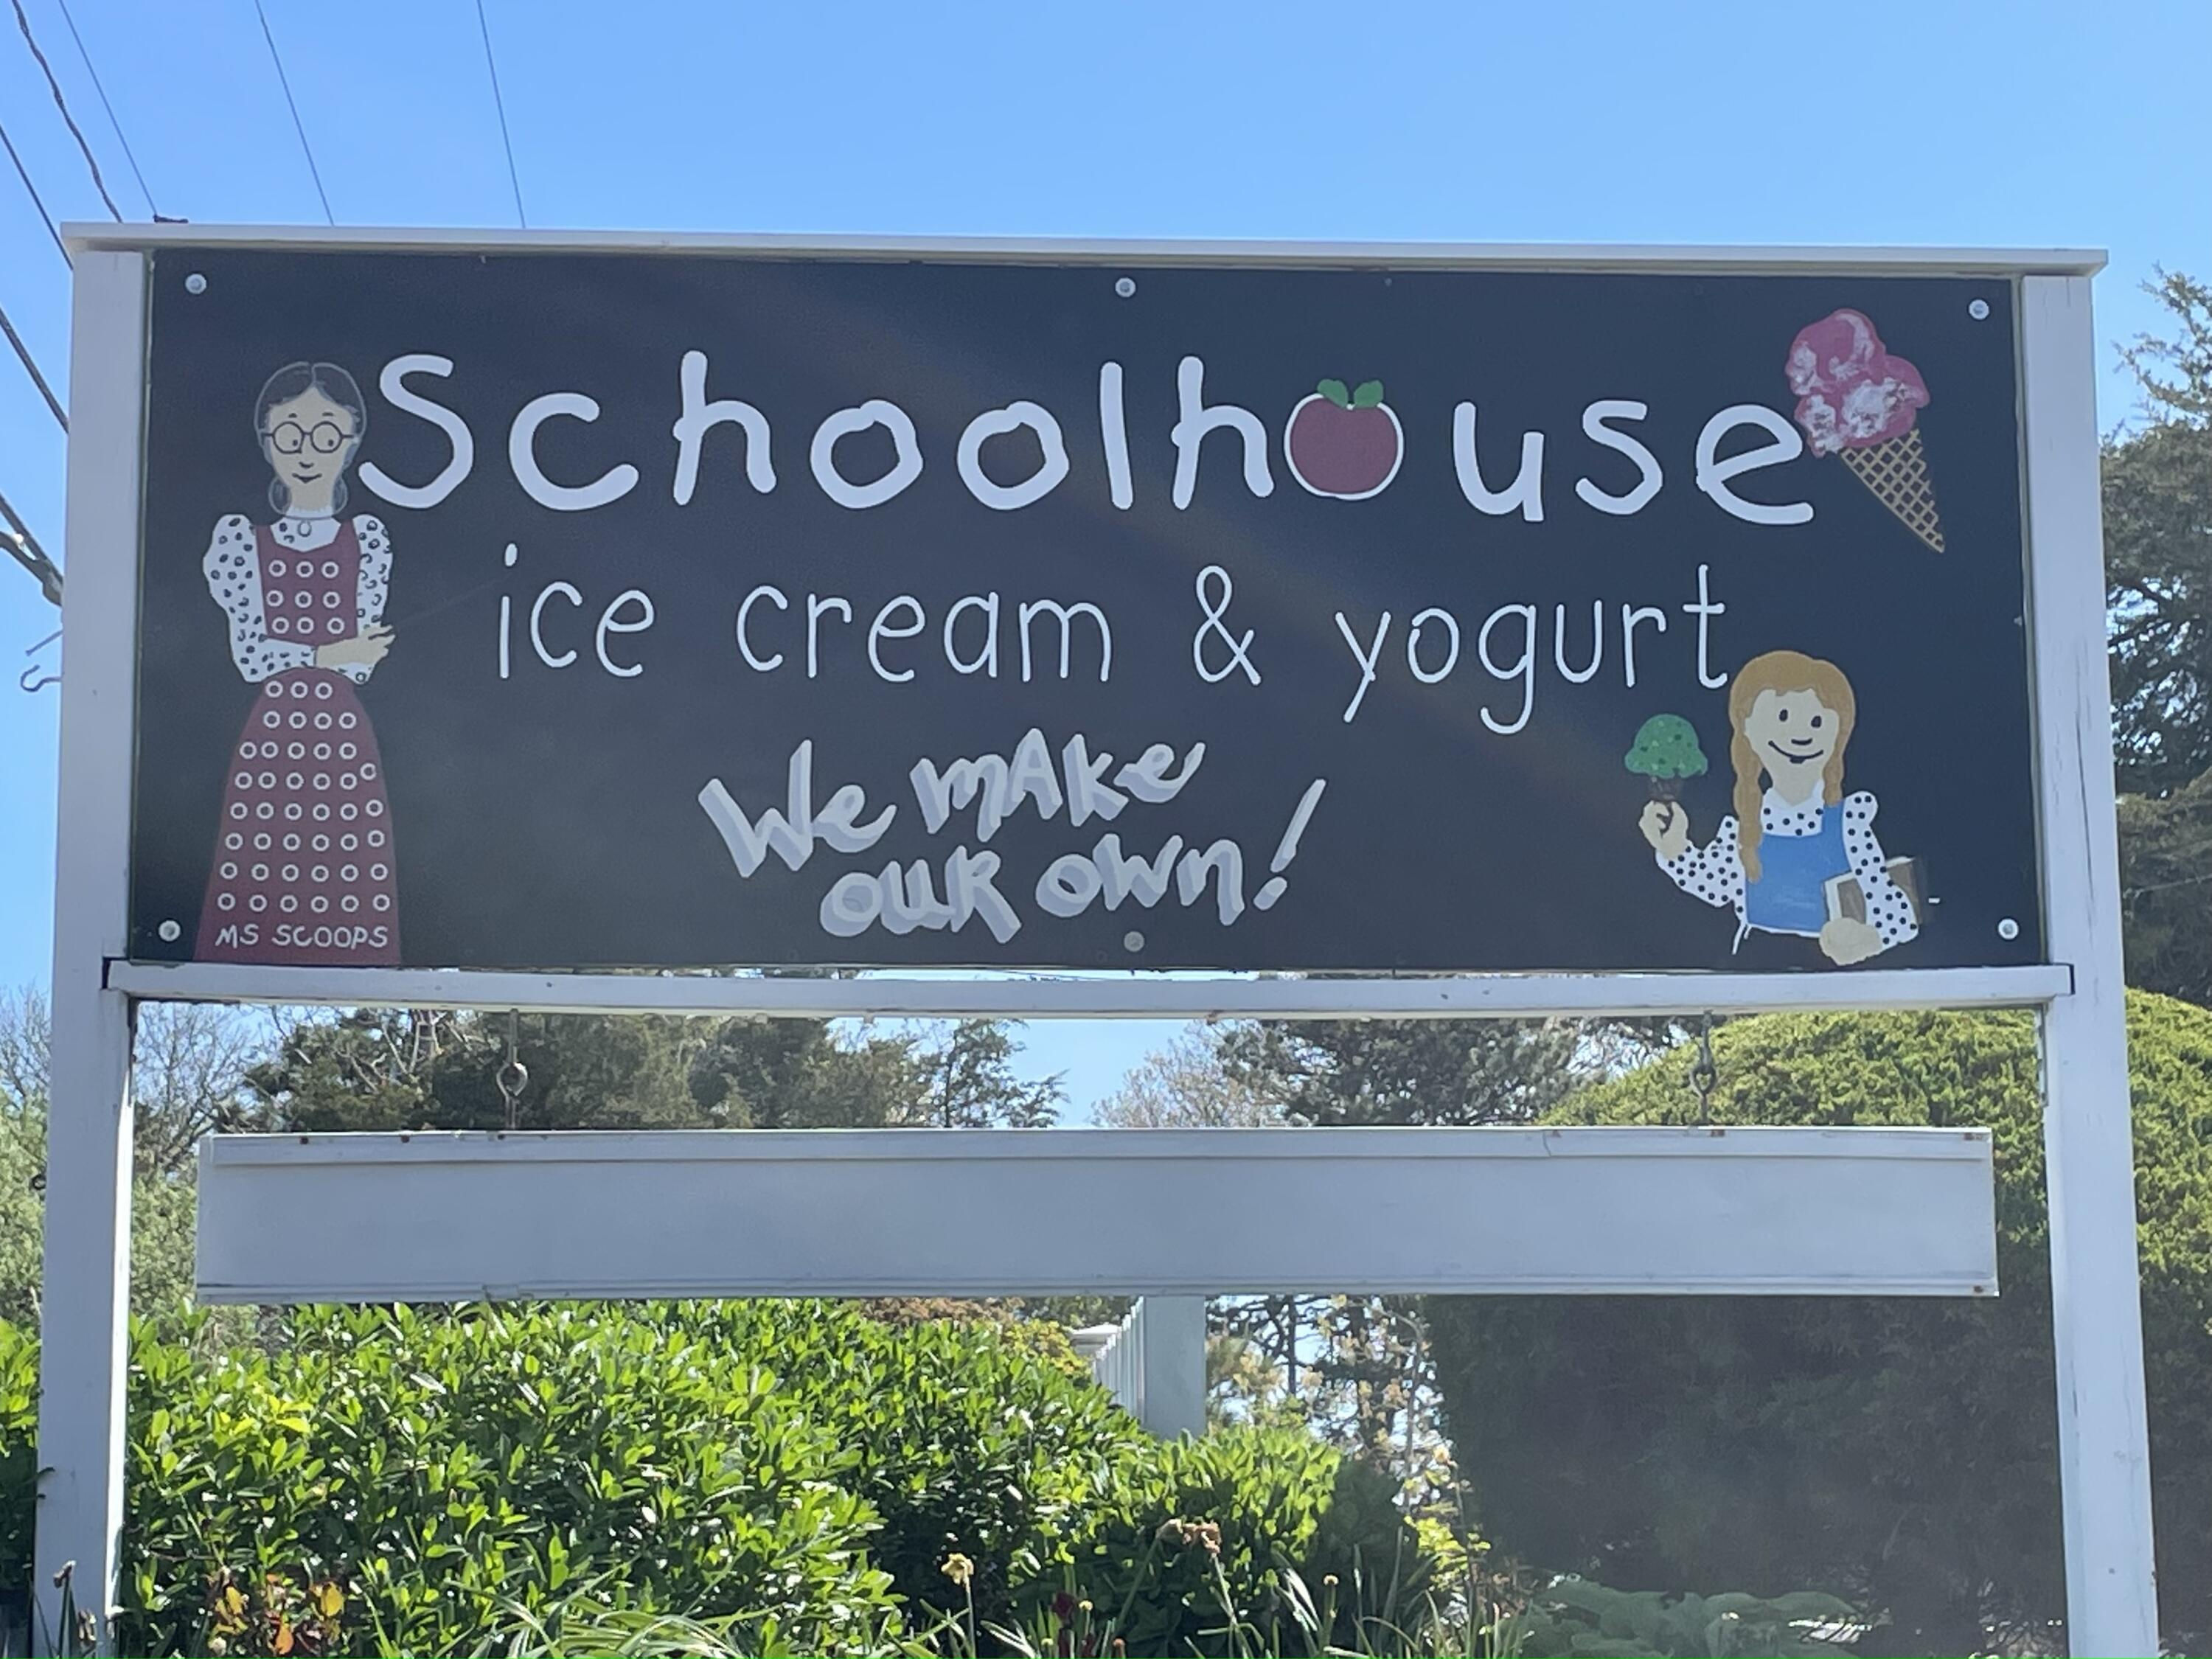 Schoolhouse
ice cream & yogurt
We mAke
ouR own!
MS SCOOPS